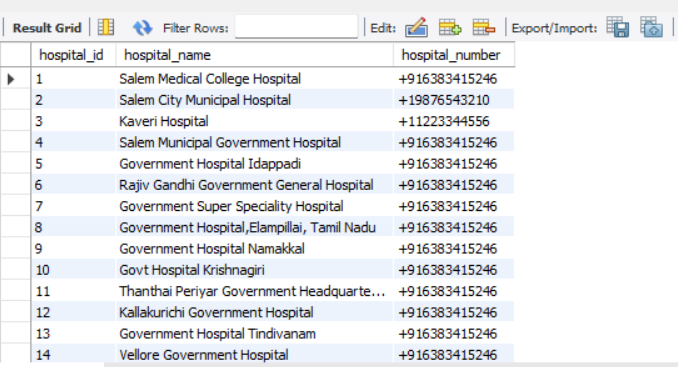 Result Grid Filter Rows: Edit: Export/Import:
hospital_id hospital_name hospital_number
1 Salem Medical College Hospital +916383415246
2 Salem City Municipal Hospital +19876543210
3 Kaveri Hospital +11223344556
4 Salem Municipal Government Hospital +916383415246
5 Government Hospital Idappadi +916383415246
6 Rajiv Gandhi Government General Hospital +916383415246
7 Government Super Speciality Hospital +916383415246
8 Government Hospital,Elampillai, Tamil Nadu +916383415246
9 Government Hospital Namakkal +916383415246
10 Govt Hospital Krishnagiri +916383415246
11 Thanthai Periyar Government Headquarte... +916383415246
12 Kallakurichi Government Hospital +916383415246
13 Government Hospital Tindivanam +916383415246
14 Vellore Government Hospital +916383415246